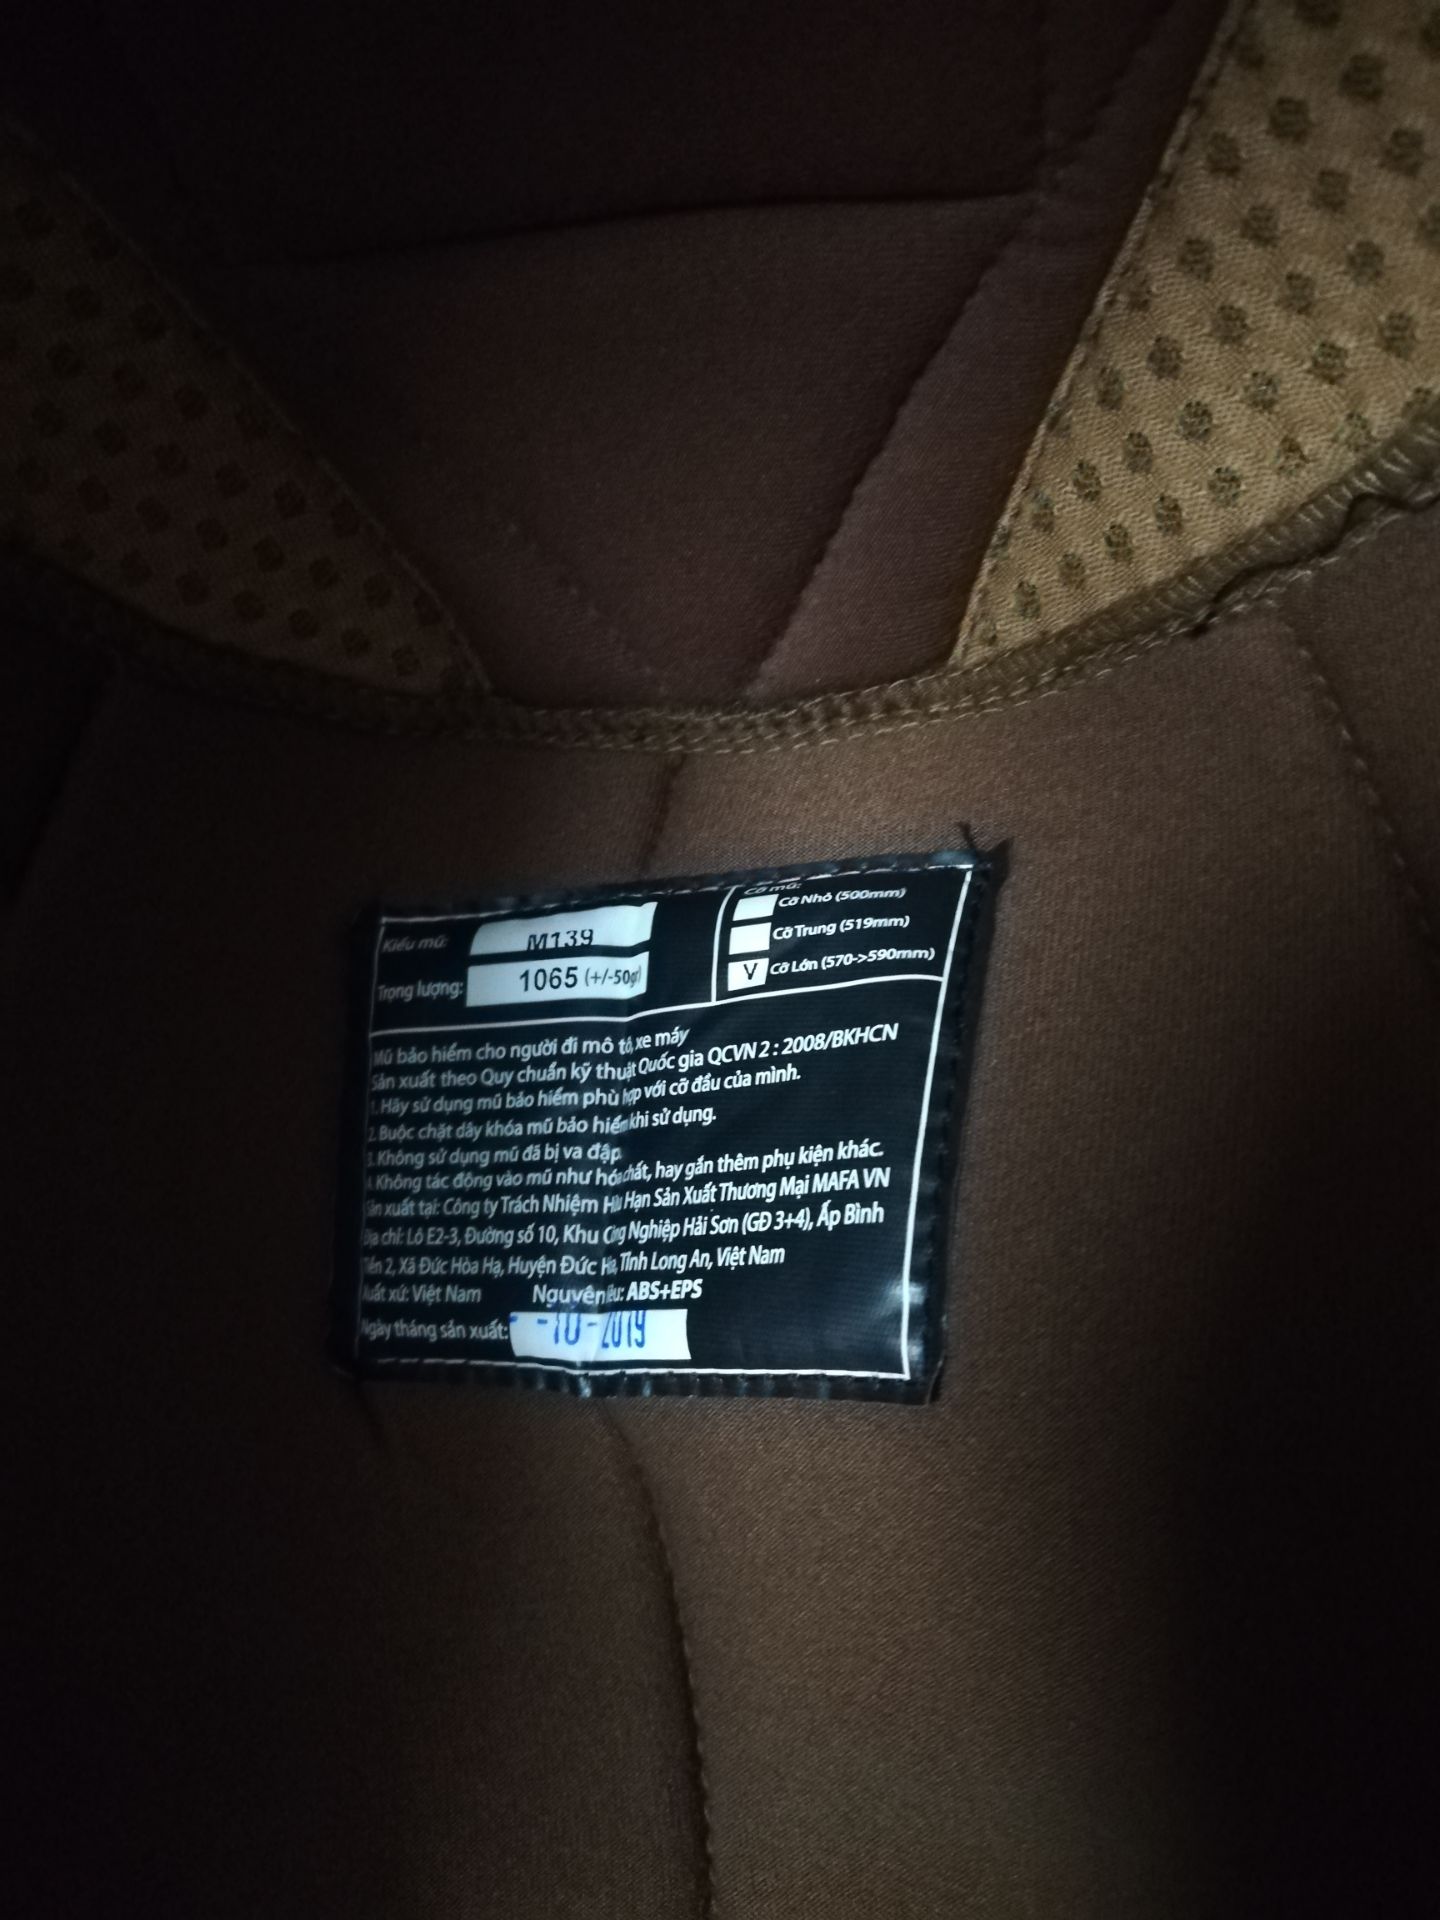 Kiểu mũ: M139
Trọng lượng: 1065 (+/-50gr)
Cỡ mũ:
Cỡ Nhỏ (500mm)
Cỡ Trung (519mm)
V Cỡ Lớn (570->590mm)
Mũ bảo hiểm cho người đi mô tô, xe máy
Sản xuất theo Quy chuẩn kỹ thuật Quốc gia QCVN 2 : 2008/BKHCN
1. Hãy sử dụng mũ bảo hiểm phù hợp với cỡ đầu của mình.
2. Buộc chặt dây khóa mũ bảo hiểm khi sử dụng.
3. Không sử dụng mũ đã bị va đập.
4. Không tác động vào mũ như hóa chất, hay gắn thêm phụ kiện khác.
Sản xuất tại: Công ty Trách Nhiệm Hữu Hạn Sản Xuất Thương Mại MAFA VN
Địa chỉ: Lô E2-3, Đường số 10, Khu Công Nghiệp Hải Sơn (GĐ 3+4), Ấp Bình
Tiền 2, Xã Đức Hòa Hạ, Huyện Đức Hòa, Tỉnh Long An, Việt Nam
Xuất xứ: Việt Nam Nguyên liệu: ABS+EPS
Ngày tháng sản xuất: -10-2019